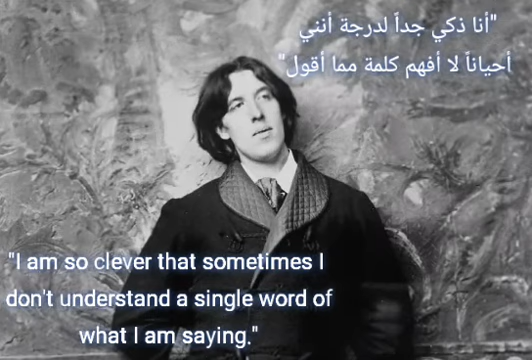 "أنا ذكي جداً لدرجة أنني
أحياناً لا أفهم كلمة مما أقول"
"I am so clever that sometimes I
don't understand a single word of
what I am saying."